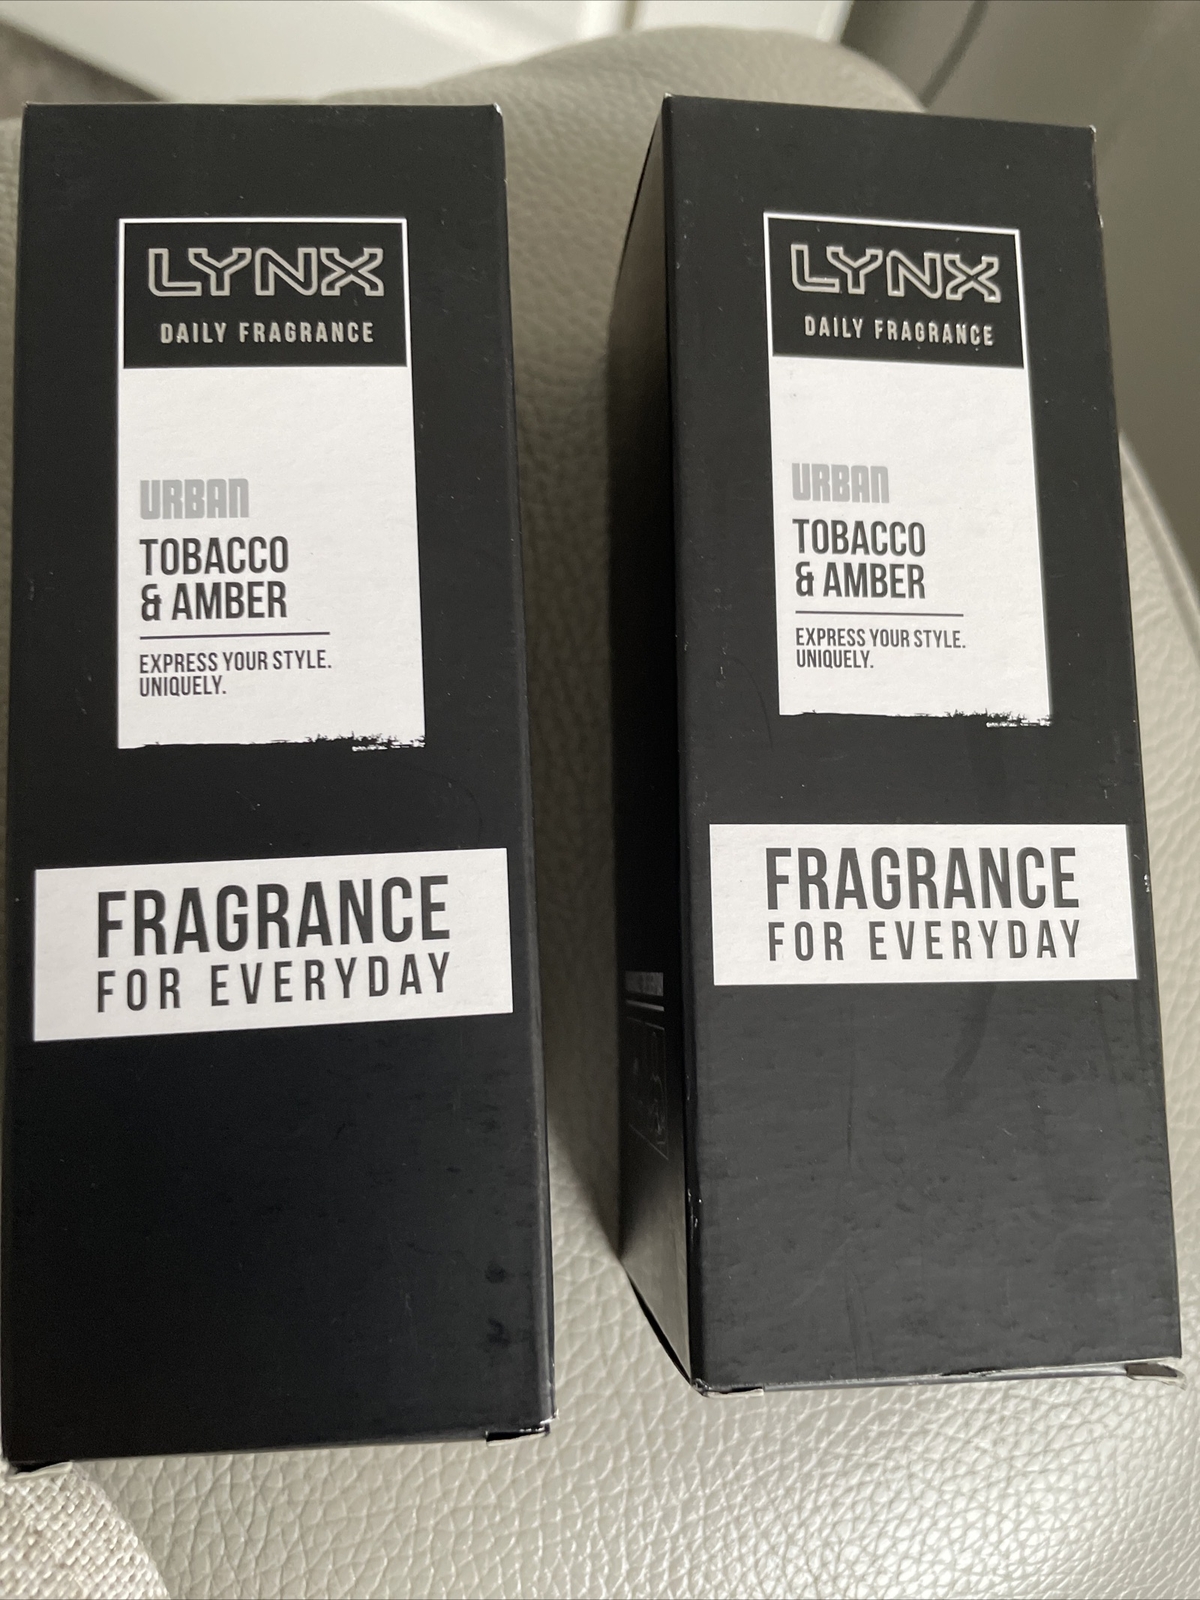 LYNX
DAILY FRAGRANCE
URBAN
TOBACCO
& AMBER
EXPRESS YOUR STYLE.
UNIQUELY.
FRAGRANCE
FOR EVERYDAY
LYNX
DAILY FRAGRANCE
URBAN
TOBACCO
& AMBER
EXPRESS YOUR STYLE.
UNIQUELY.
FRAGRANCE
FOR EVERYDAY